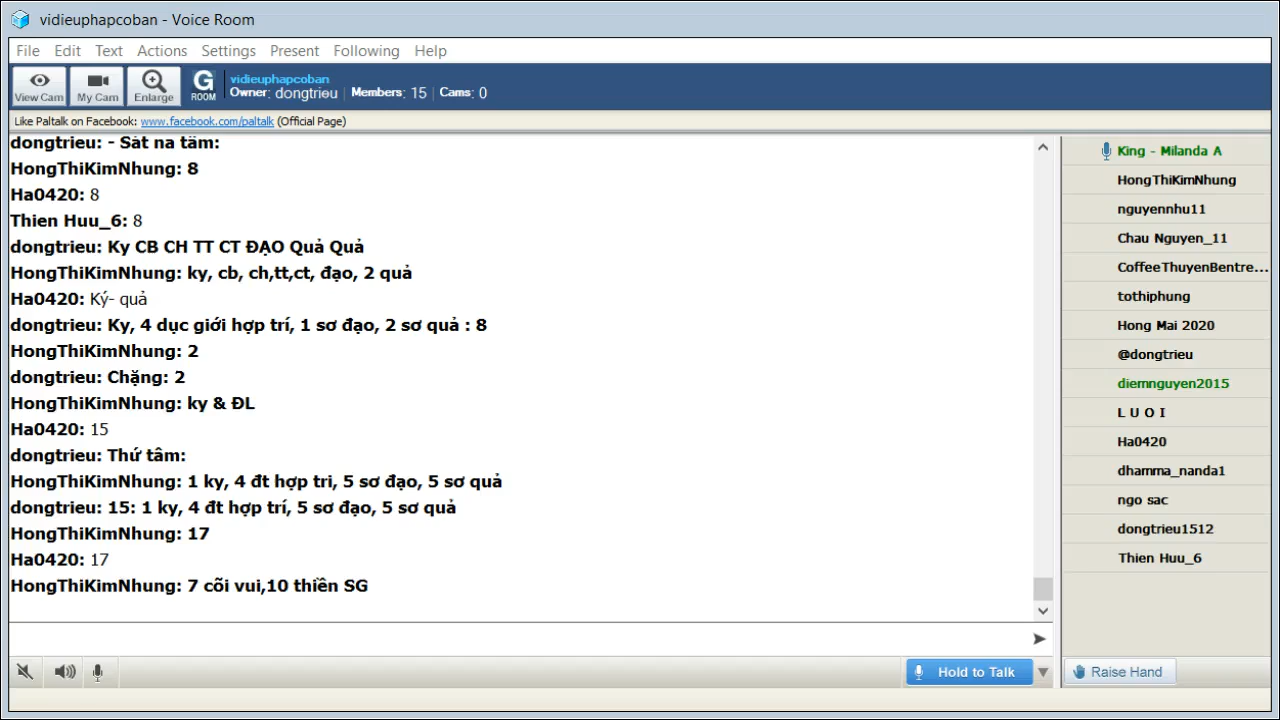 vidieuphapcoban - Voice Room
File Edit Text Actions Settings Present Following Help
View Cam My Cam Enlarge G ROOM
vidieuphapcoban
Owner: dongtrieu Members: 15 Cams: 0
Like Paltalk on Facebook: www.facebook.com/paltalk (Official Page)
dongtrieu: - Sát na tâm:
HongThiKimNhung: 8
Ha0420: 8
Thien Huu_6: 8
dongtrieu: Ky CB CH TT CT ĐẠO Quả Quả
HongThiKimNhung: ky, cb, ch,tt,ct, đạo, 2 quả
Ha0420: Ký- quả
dongtrieu: Ky, 4 dục giới hợp trí, 1 sơ đạo, 2 sơ quả : 8
HongThiKimNhung: 2
dongtrieu: Chặng: 2
HongThiKimNhung: ky & ĐL
Ha0420: 15
dongtrieu: Thứ tâm:
HongThiKimNhung: 1 ky, 4 đt hợp tri, 5 sơ đạo, 5 sơ quả
dongtrieu: 15: 1 ky, 4 đt hợp trí, 5 sơ đạo, 5 sơ quả
HongThiKimNhung: 17
Ha0420: 17
HongThiKimNhung: 7 cõi vui,10 thiền SG
King - Milanda A
HongThiKimNhung
nguyennhu11
Chau Nguyen_11
CoffeeThuyenBentre...
tothiphung
Hong Mai 2020
@dongtrieu
diemnguyen2015
L U O I
Ha0420
dhamma_nanda1
ngo sac
dongtrieu1512
Thien Huu_6
Hold to Talk
Raise Hand